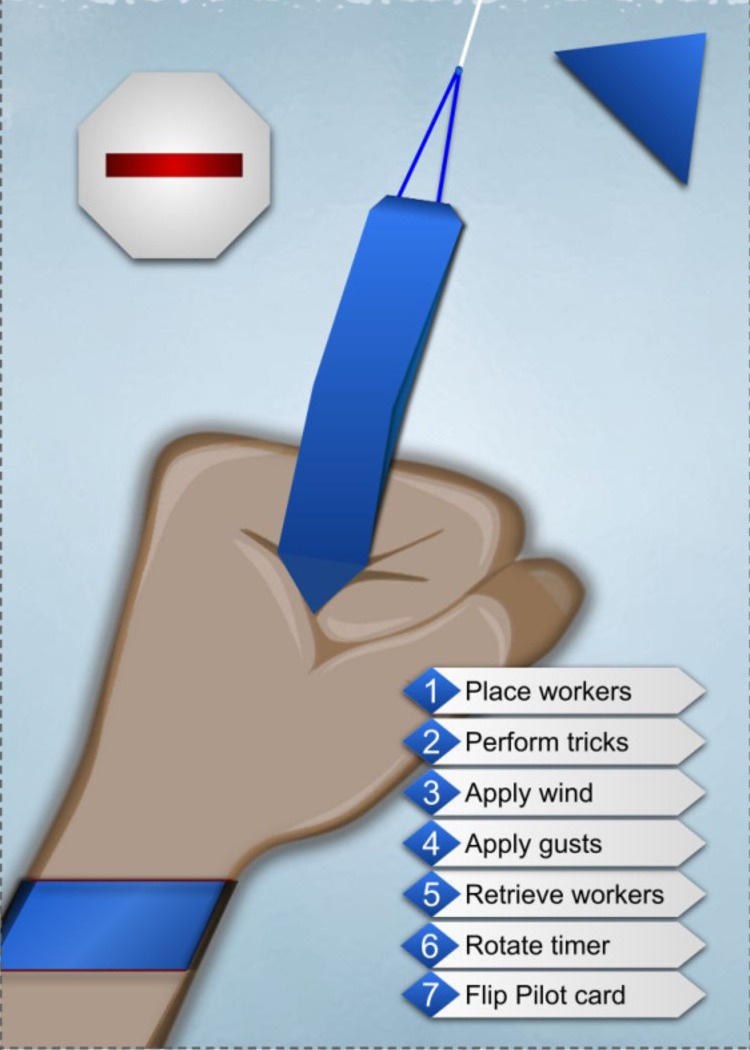 1 Place workers
2 Perform tricks
3 Apply wind
4 Apply gusts
5 Retrieve workers
6 Rotate timer
7 Flip Pilot card